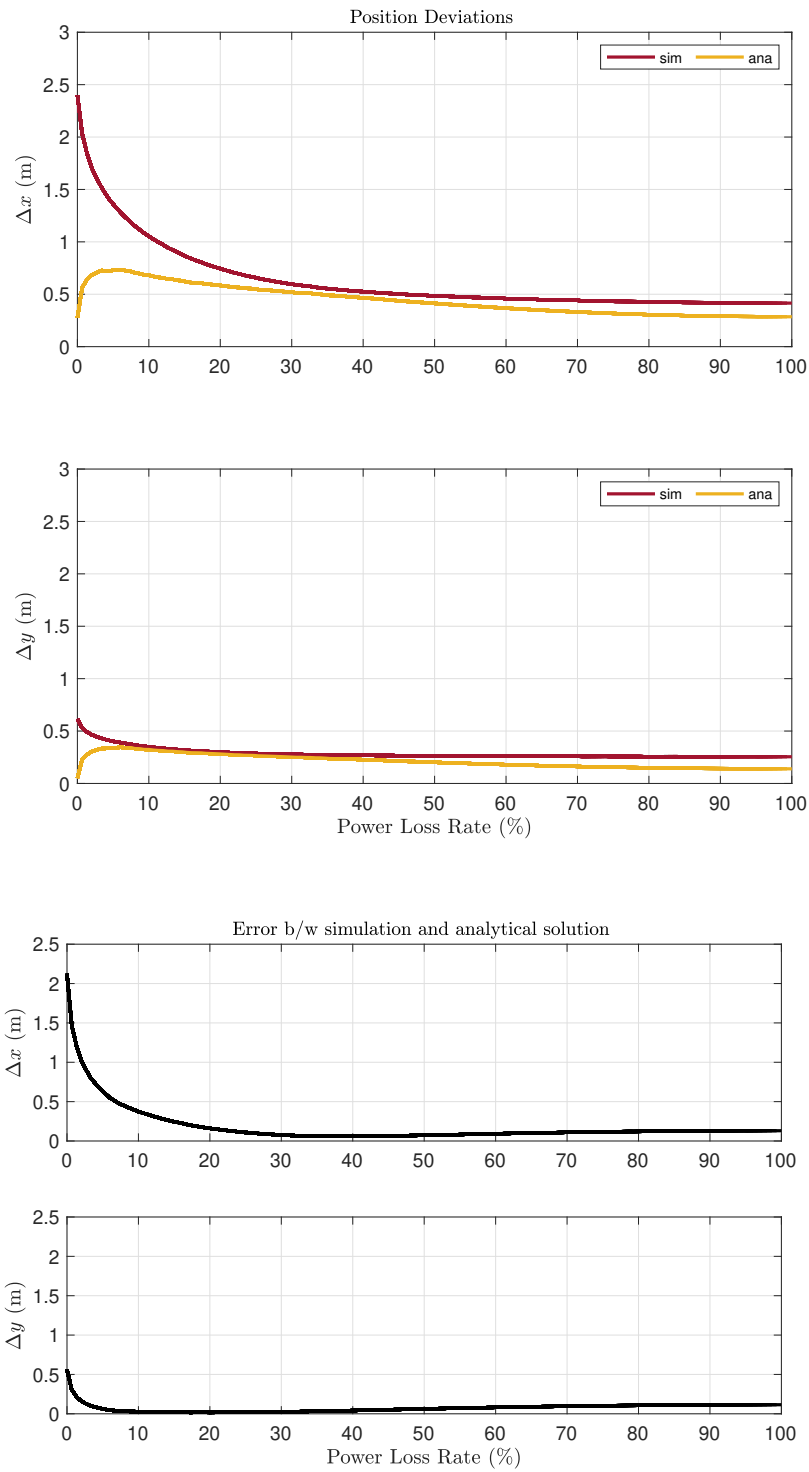 Position Deviations
3
2.5
2
1.5
1
0.5
0
Δx (m)
sim ana
0 10 20 30 40 50 60 70 80 90 100
3
2.5
2
1.5
1
0.5
0
Δy (m)
sim ana
0 10 20 30 40 50 60 70 80 90 100
Power Loss Rate (%)
Error b/w simulation and analytical solution
2.5
2
1.5
1
0.5
0
Δx (m)
0 10 20 30 40 50 60 70 80 90 100
2.5
2
1.5
1
0.5
0
Δy (m)
0 10 20 30 40 50 60 70 80 90 100
Power Loss Rate (%)